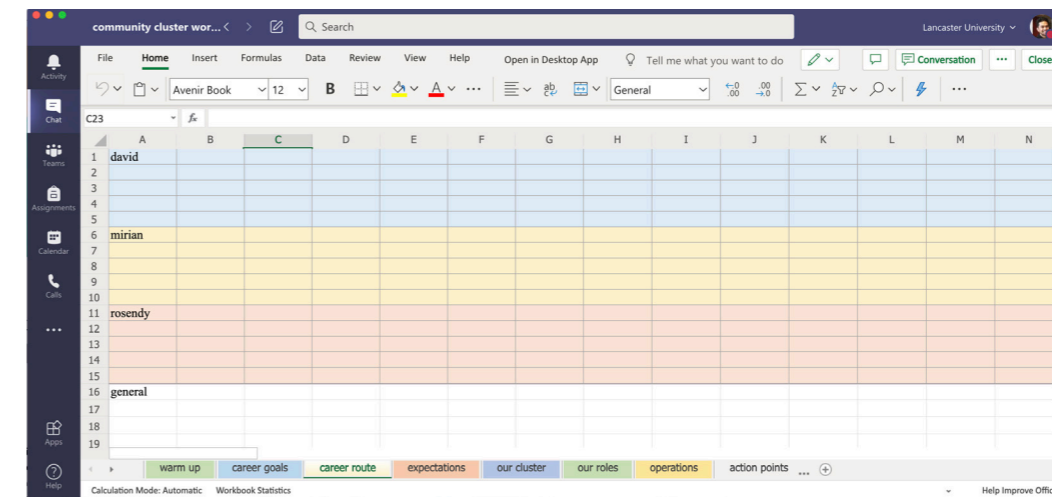 community cluster wor...
Search
Lancaster University
Activity
Chat
Teams
Assignments
Calendar
Calls
Apps
Help
File Home Insert Formulas Data Review View Help Open in Desktop App Tell me what you want to do Conversation Close
Avenir Book 12 B A ab General .00 .00
C23 fx
A B C D E F G H I J K L M N
1 david
2
3
4
5
6 mirian
7
8
9
10
11 rosendy
12
13
14
15
16 general
17
18
19
warm up career goals career route expectations our cluster our roles operations action points ...
Calculation Mode: Automatic Workbook Statistics Help Improve Offic